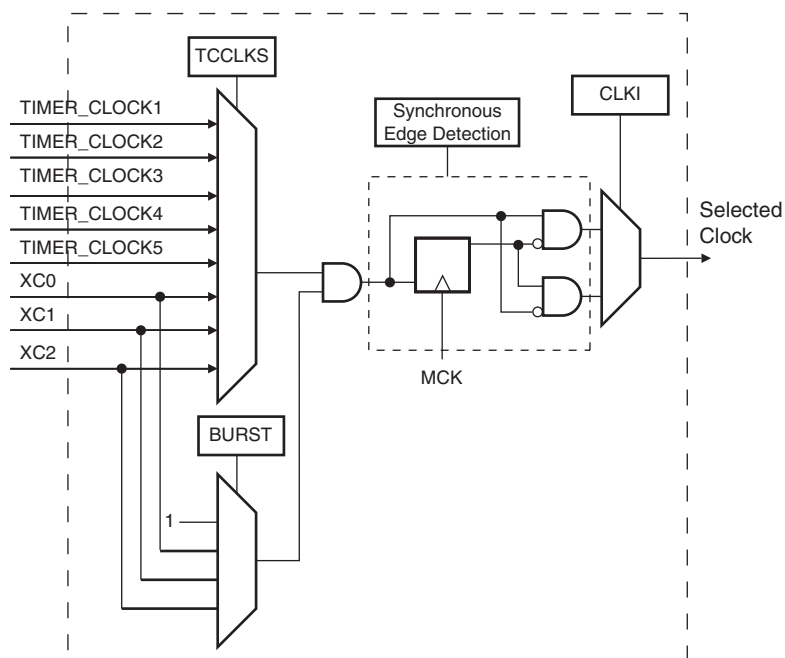 TCCLKS
TIMER_CLOCK1
TIMER_CLOCK2
TIMER_CLOCK3
TIMER_CLOCK4
TIMER_CLOCK5
XC0
XC1
XC2
Synchronous
Edge Detection
CLKI
Selected
Clock
MCK
BURST
1